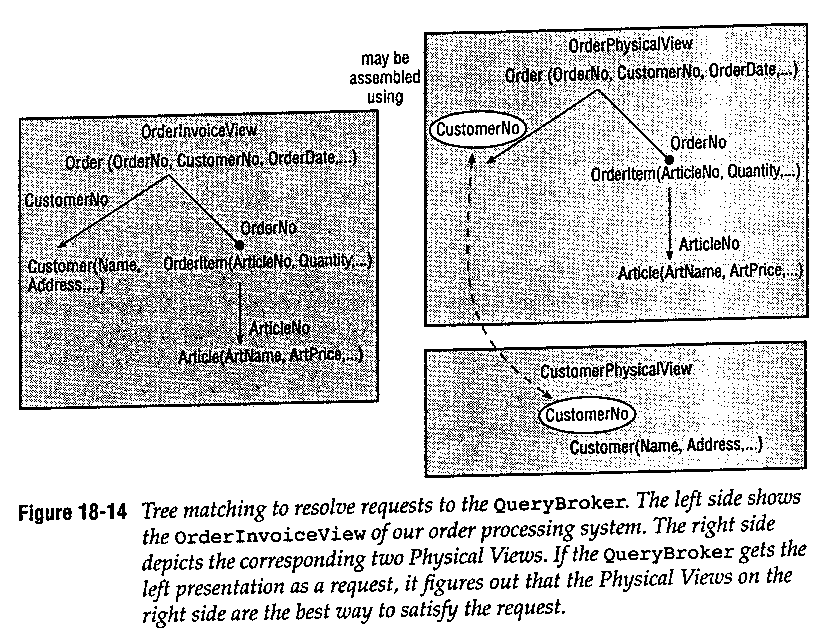 OrderInvoiceView
Order (OrderNo, CustomerNo, OrderDate,...)
CustomerNo
OrderNo
Customer(Name,
Address,...)
OrderItem(ArticleNo, Quantity,...)
ArticleNo
Article(ArtName, ArtPrice,...)
may be
assembled
using
OrderPhysicalView
Order (OrderNo, CustomerNo, OrderDate,...)
CustomerNo
OrderNo
OrderItem(ArticleNo, Quantity,...)
ArticleNo
Article(ArtName, ArtPrice,...)
CustomerPhysicalView
CustomerNo
Customer(Name, Address,...)
Figure 18-14 Tree matching to resolve requests to the QueryBroker. The left side shows
the OrderInvoiceView of our order processing system. The right side
depicts the corresponding two Physical Views. If the QueryBroker gets the
left presentation as a request, it figures out that the Physical Views on the
right side are the best way to satisfy the request.